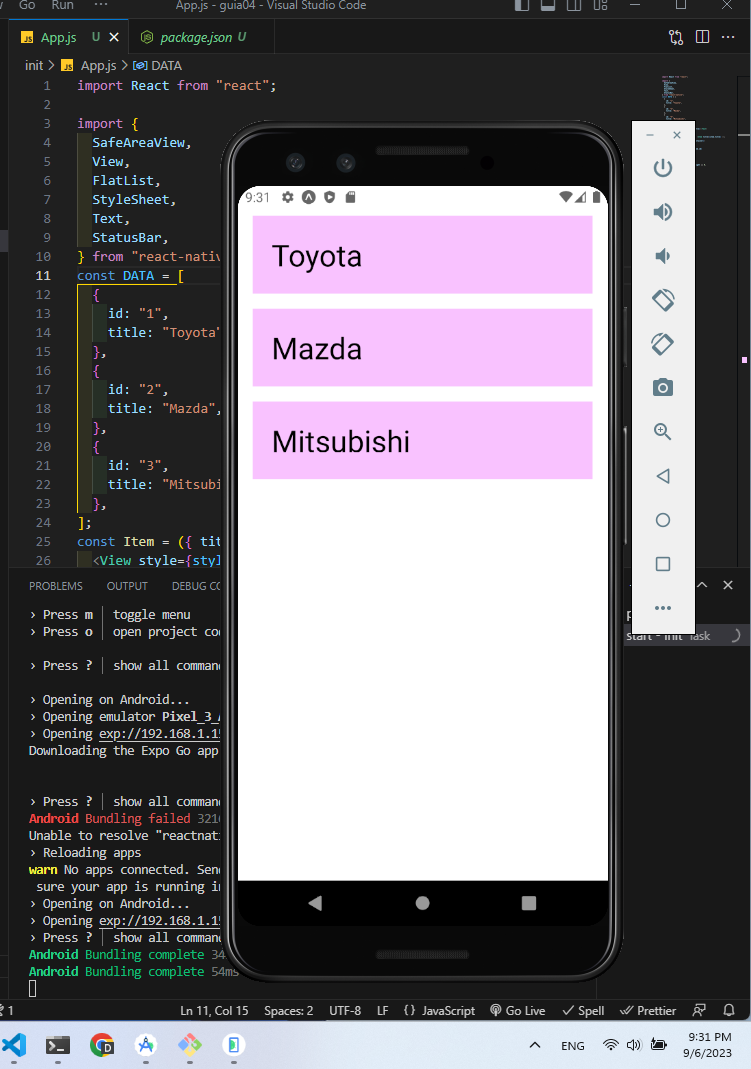 Go Run ··· App.js - guia04 - Visual Studio Code
App.js U package.json U
init > App.js > DATA
1 import React from "react";
2
3 import {
4 SafeAreaView,
5 View,
6 FlatList,
7 StyleSheet,
8 Text,
9 StatusBar,
10 } from "react-nativ
11 const DATA = [
12 {
13 id: "1",
14 title: "Toyota"
15 },
16 {
17 id: "2",
18 title: "Mazda",
19 },
20 {
21 id: "3",
22 title: "Mitsubi
23 },
24 ];
25 const Item = ({ tit
26 <View style={styl
9:31
Toyota
Mazda
Mitsubishi
PROBLEMS OUTPUT DEBUG CO
› Press m │ toggle menu
› Press o │ open project cod
› Press ? │ show all comman
› Opening on Android...
› Opening emulator Pixel_3_
› Opening exp://192.168.1.15
Downloading the Expo Go app
› Press ? │ show all comman
Android Bundling failed 321
Unable to resolve "reactnati
› Reloading apps
warn No apps connected. Sen
sure your app is running i
› Opening on Android...
› Opening exp://192.168.1.15
› Press ? │ show all comman
Android Bundling complete 34
Android Bundling complete 54ms
start - init Task
1 Ln 11, Col 15 Spaces: 2 UTF-8 LF {} JavaScript Go Live Spell Prettier
ENG 9:31 PM
9/6/2023